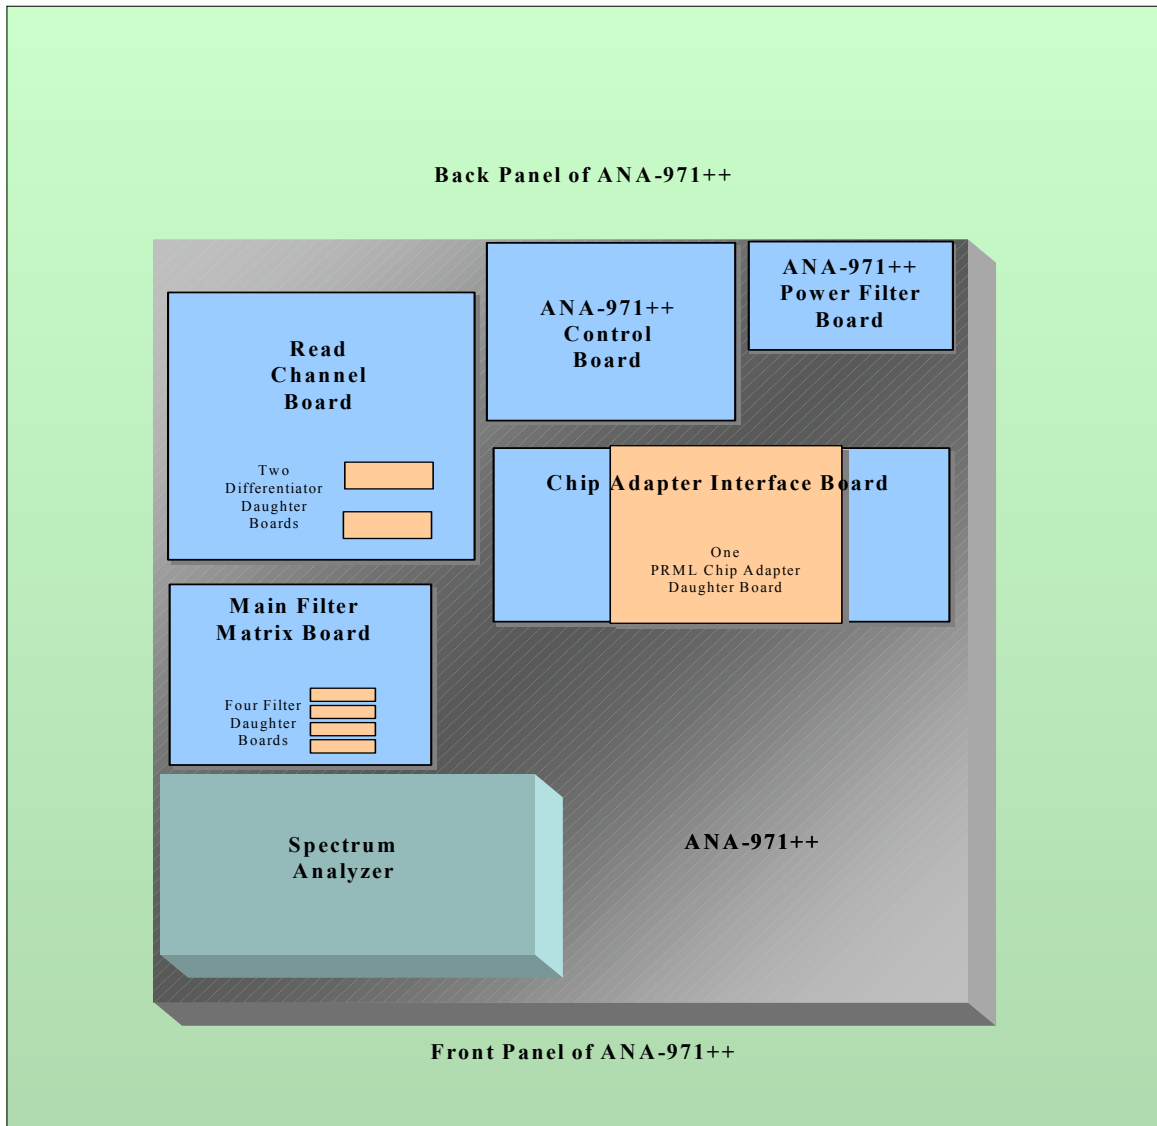 Back Panel of ANA-971++
ANA-971++
Power Filter
Board
ANA-971++
Control
Board
Read
Channel
Board
Two
Differentiator
Daughter
Boards
Chip Adapter Interface Board
One
PRML Chip Adapter
Daughter Board
Main Filter
Matrix Board
Four Filter
Daughter
Boards
Spectrum
Analyzer
ANA-971++
Front Panel of ANA-971++